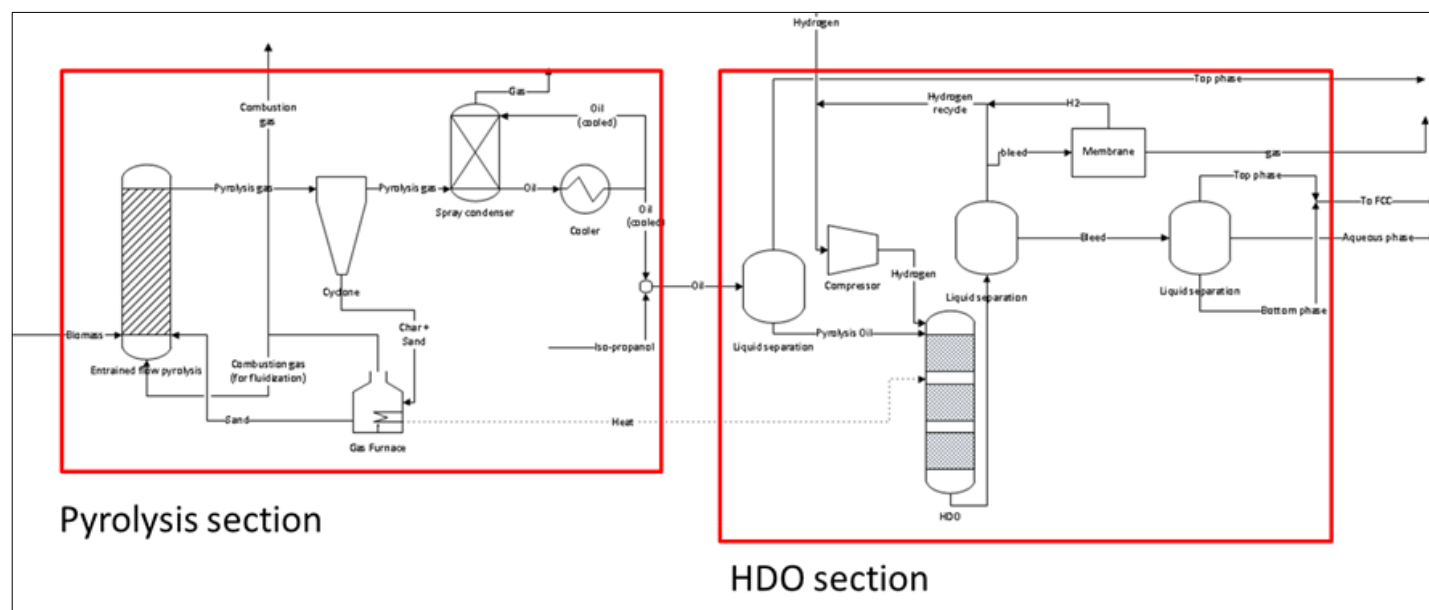 Hydrogen
Gas
Top phase
Combustion
gas
Oil
(cooled)
Hydrogen
recycle
H2
bleed
Membrane
gas
Pyrolysis gas
Pyrolysis gas
Oil
Spray condenser
Cooler
Oil
(cooled)
Top phase
To FCC
Bleed
Aqueous phase
Cyclone
Oil
Compressor
Hydrogen
Liquid separation
Liquid separation
Bottom phase
Biomass
Char +
Sand
Iso-propanol
Pyrolysis Oil
Liquid separation
Entrained flow pyrolysis
Combustion gas
(for fluidization)
Sand
Heat
Gas Furnace
HDO
Pyrolysis section
HDO section